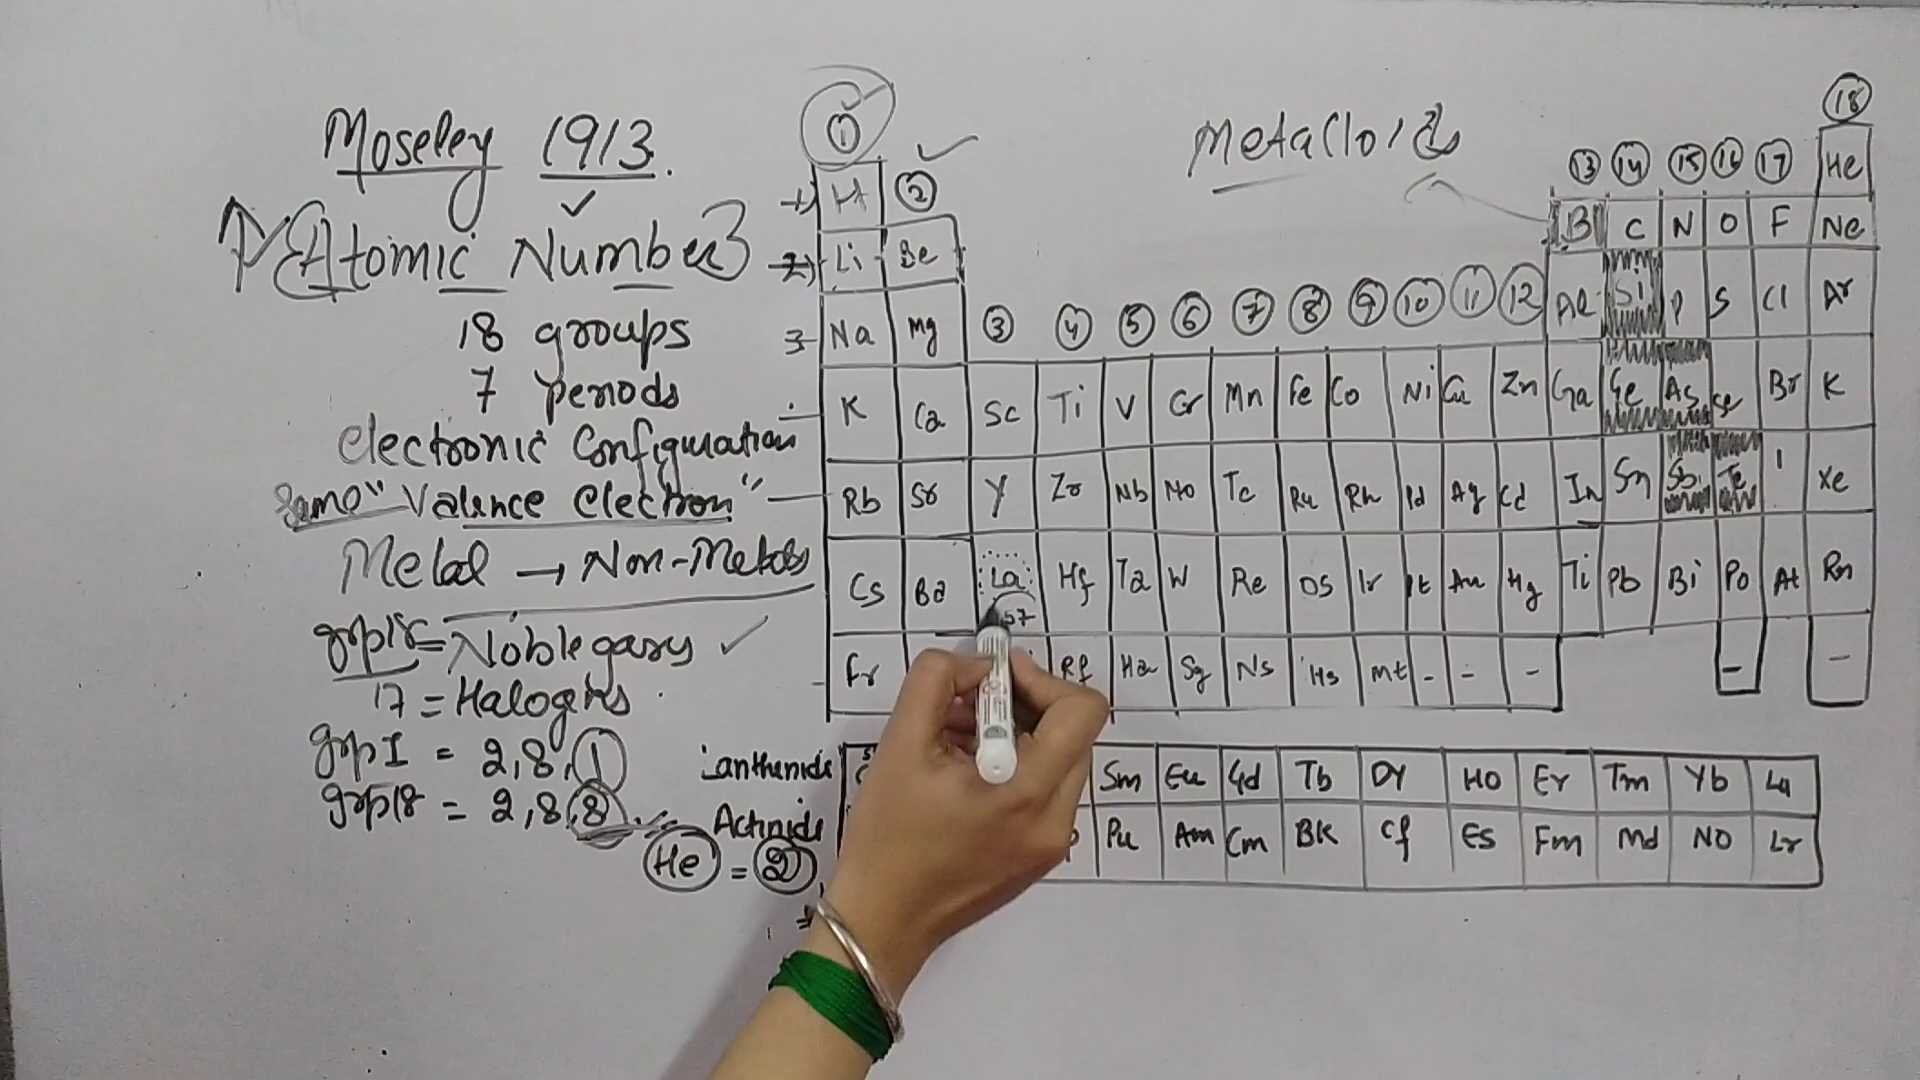 Moseley 1913.
Atomic Number
18 groups
7 periods
electronic Configuration
Same "Valence electron"
Metal → Non-Metals
grp18 = Noble gases
17 = Halogens
grp I = 2,8,1
grp18 = 2,8,8
He = 2
Metalloids
1
2
3 4 5 6 7 8 9 10 11 12
13 14 15 16 17
18
1 H He
2 Li Be B C N O F Ne
3 Na Mg Al Si P S Cl Ar
K Ca Sc Ti V Cr Mn Fe Co Ni Cu Zn Ga Ge As Se Br K
Rb Sr Y Zr Nb Mo Tc Ru Rh Pd Ag Cd In Sn Sb Te I Xe
Cs Ba La 57 Hf Ta W Re Os Ir Pt Au Hg Ti Pb Bi Po At Rn
Fr Rf Ha Sg Ns Hs Mt - - - - -
Lanthenids Sm Eu Gd Tb DY HO Er Tm Yb Lu
Actinids Pu Am Cm BK Cf ES Fm Md NO Lr